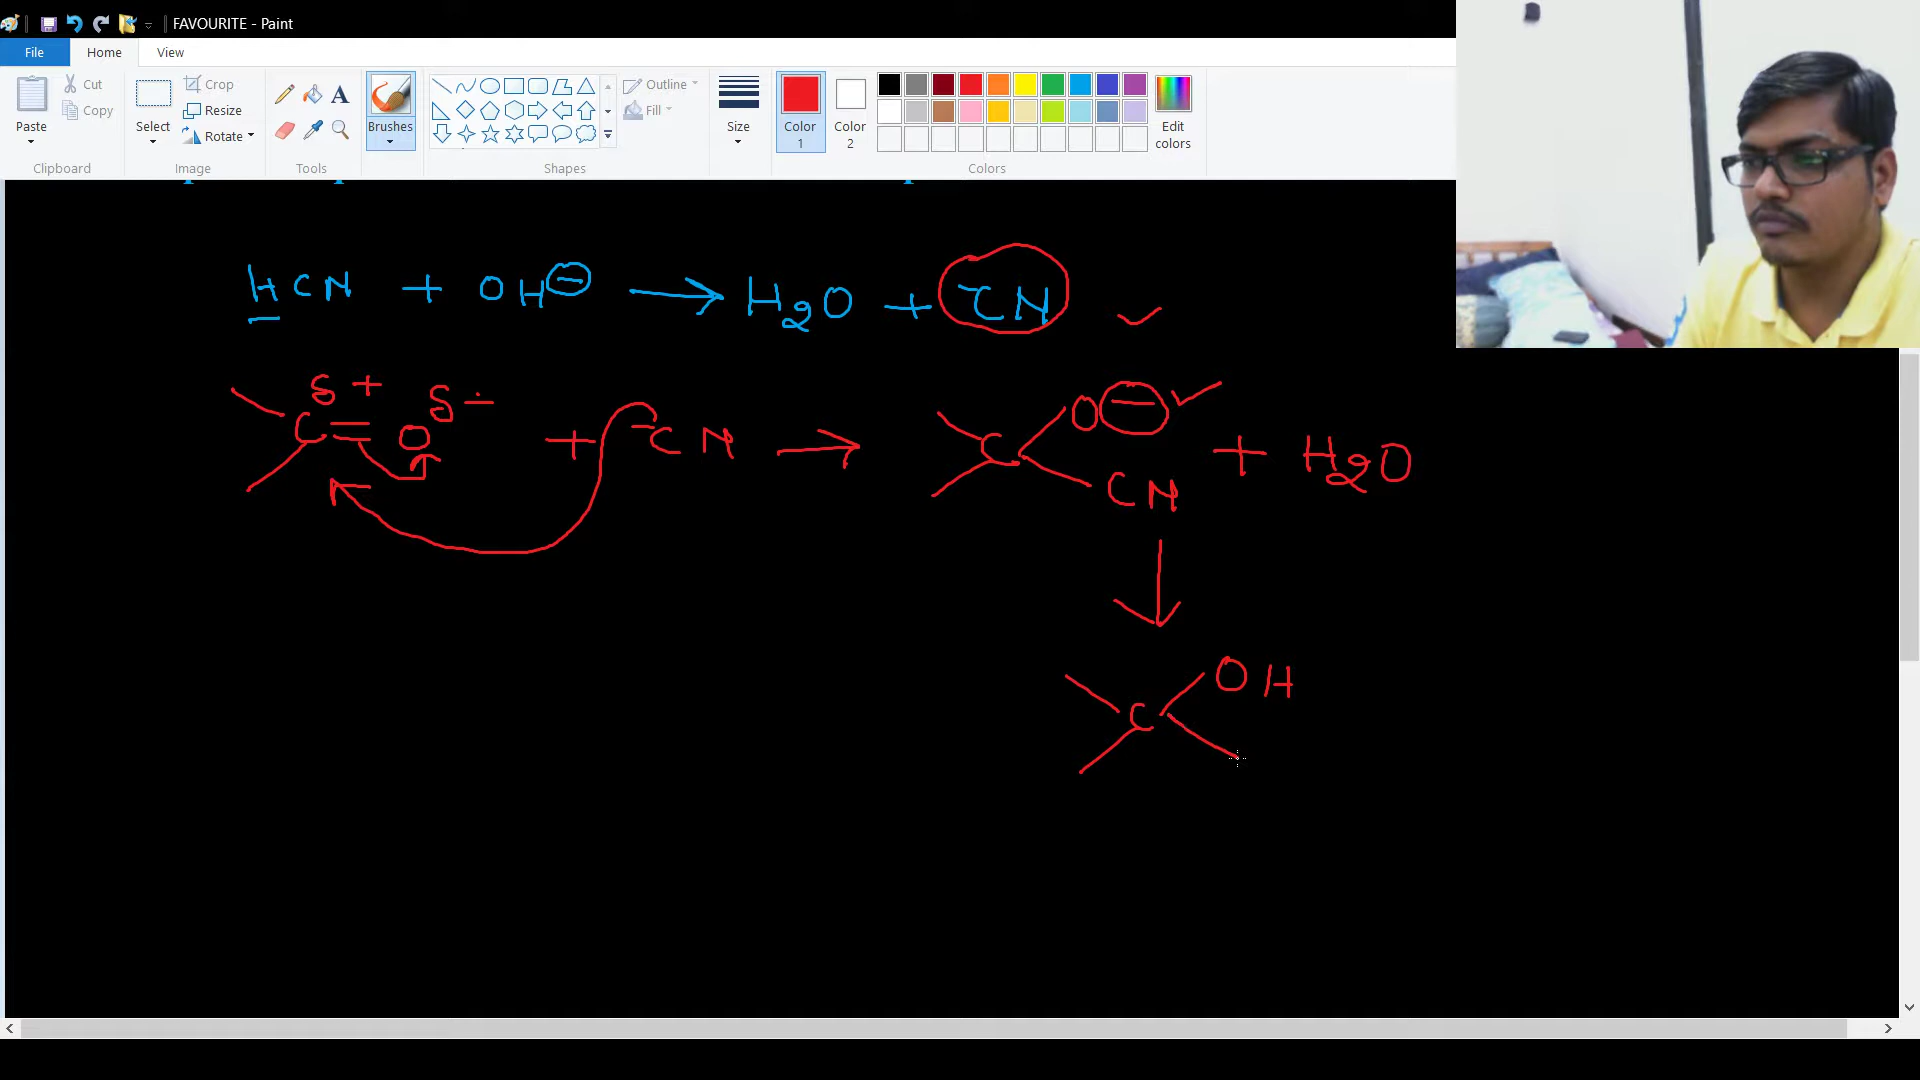 FAVOURITE - Paint
File Home View
Cut
Copy
Paste
Clipboard
Crop
Resize
Rotate
Select
Image
A
Tools
Brushes
Outline
Fill
Shapes
Size
Color 1
Color 2
Edit colors
Colors
HCN + OH⊖ → H2O + ⁻CN ✓
δ+ δ-
C=O + ⁻CN → C O⊖ ✓ CN + H2O
C OH